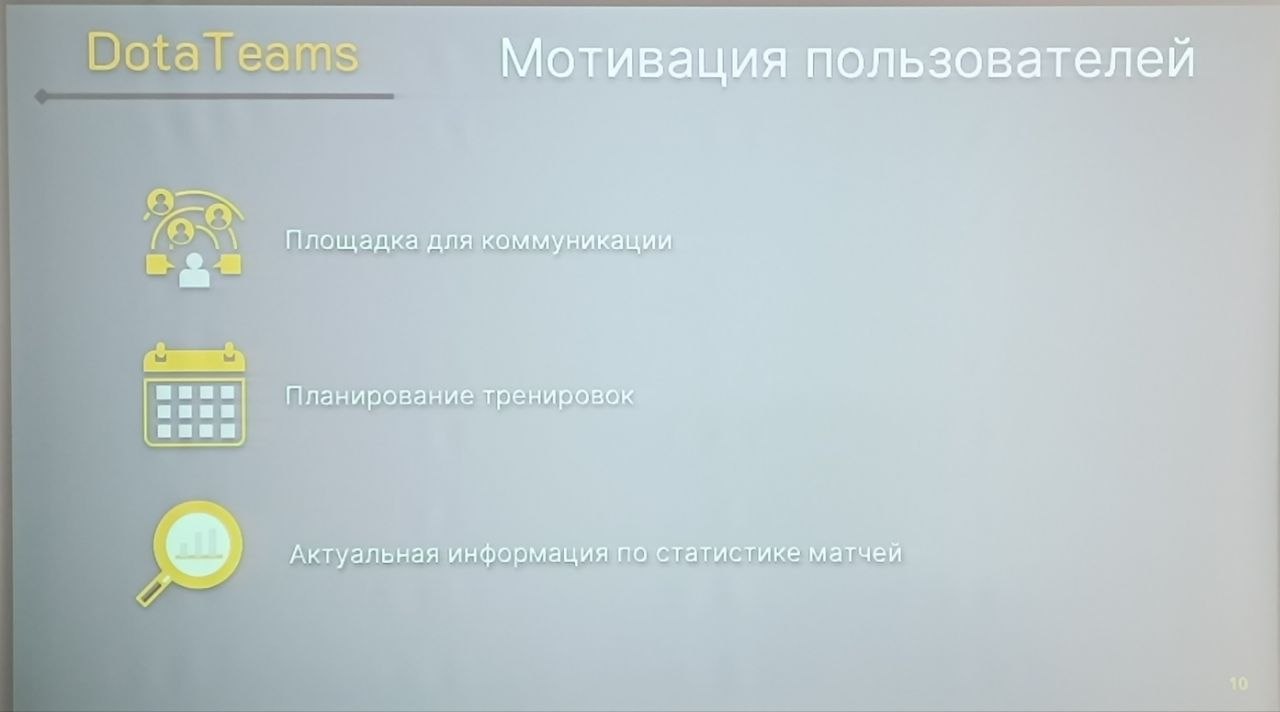 DotaTeams
Мотивация пользователей
Площадка для коммуникации
Планирование тренировок
Актуальная информация по статистике матчей
10